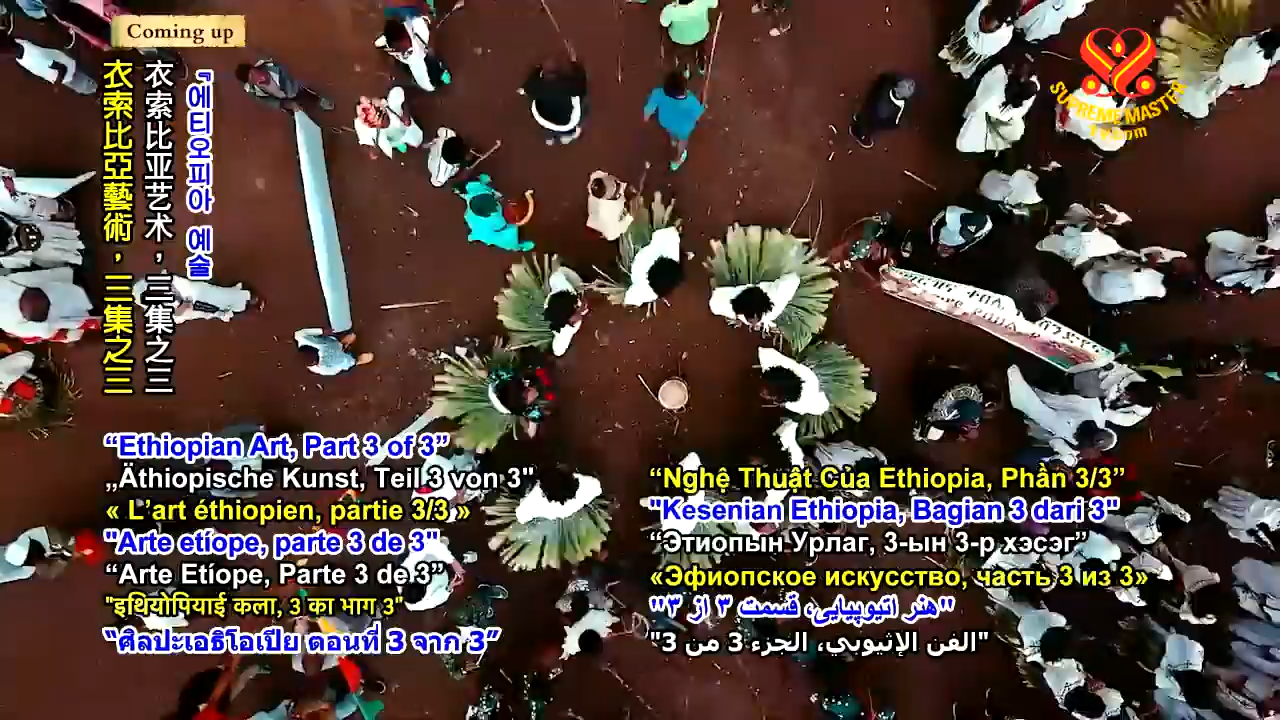 Coming up
SUPREME MASTER
TV.com
衣索比亞藝術，三集之三
衣索比亚艺术，三集之三
『에티오피아 예술
“Ethiopian Art, Part 3 of 3”
„Äthiopische Kunst, Teil 3 von 3"
« L’art éthiopien, partie 3/3 »
"Arte etíope, parte 3 de 3"
“Arte Etíope, Parte 3 de 3”
"इथियोपियाई कला, 3 का भाग 3"
“ศิลปะเอธิโอเปีย ตอนที่ 3 จาก 3”
“Nghệ Thuật Của Ethiopia, Phần 3/3”
"Kesenian Ethiopia, Bagian 3 dari 3"
“Этиопын Урлаг, 3-ын 3-р хэсэг”
«Эфиопское искусство, часть 3 из 3»
"هنر اتیوپیایی، قسمت ۳ از ۳"
"الفن الإثيوبي، الجزء 3 من 3"